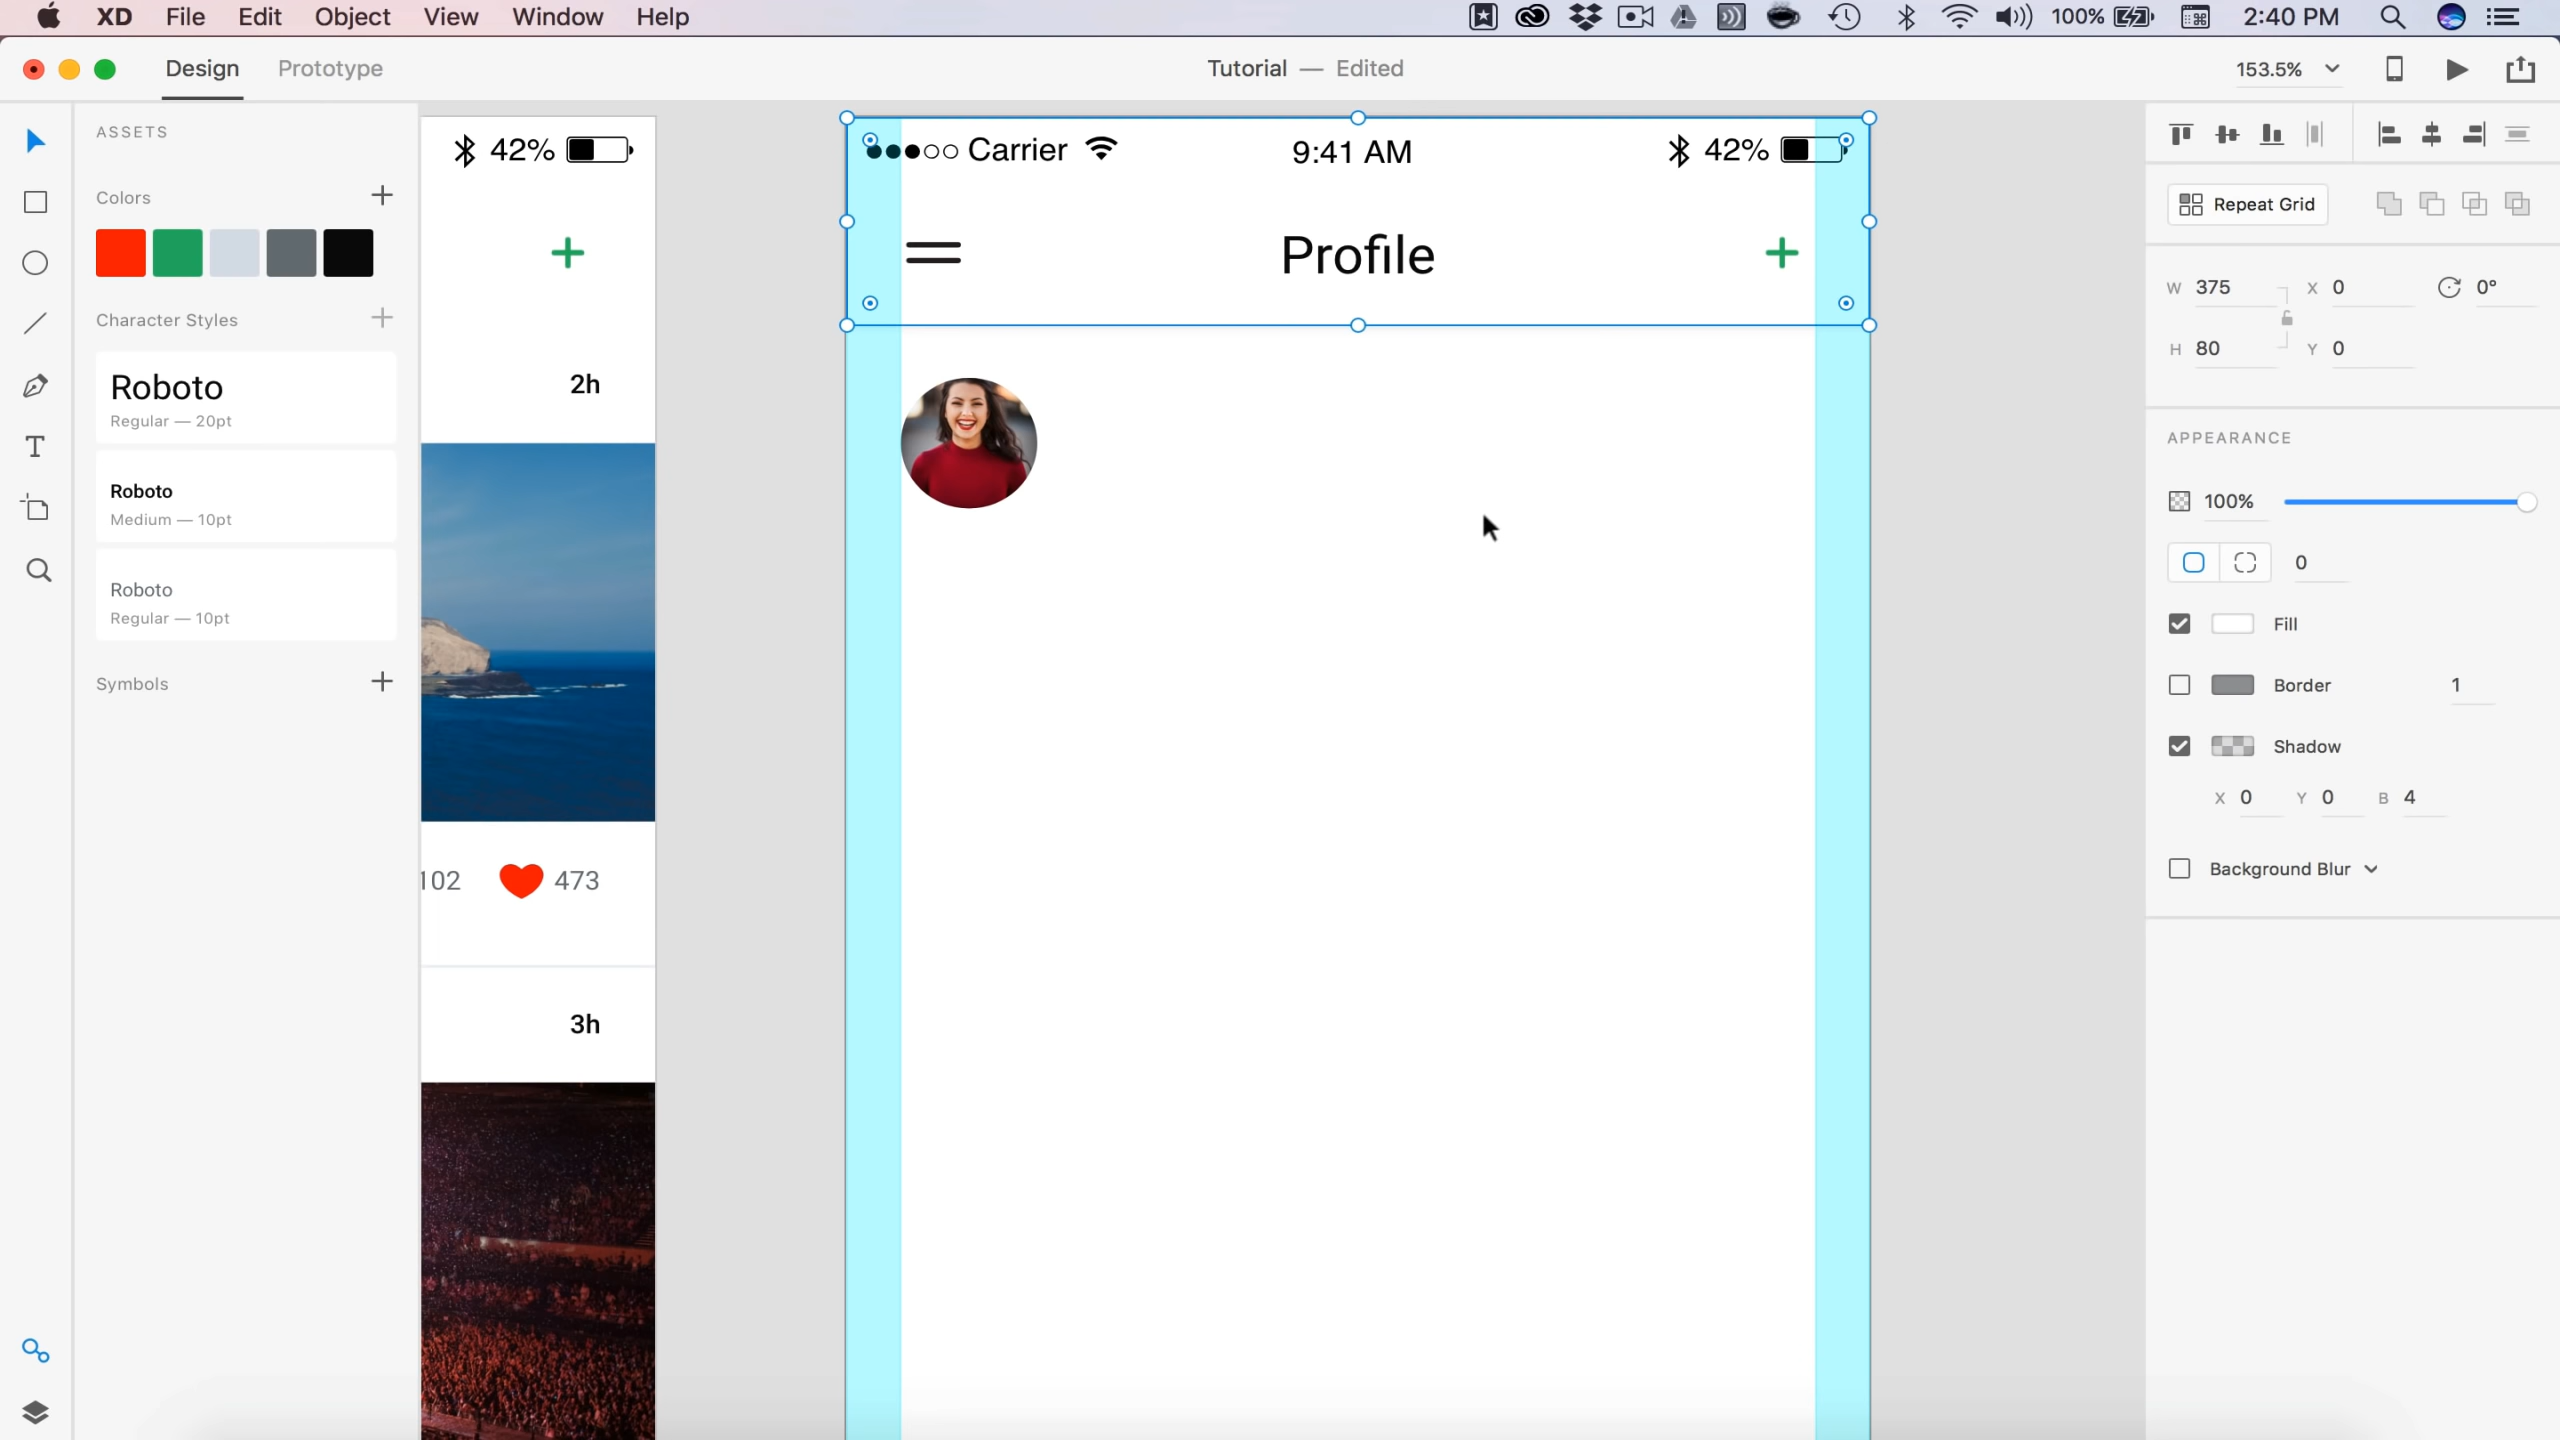 XD File Edit Object View Window Help 100% 2:40 PM
Design Prototype Tutorial — Edited 153.5%
ASSETS
Colors
Character Styles
Roboto
Regular — 20pt
Roboto
Medium — 10pt
Roboto
Regular — 10pt
Symbols
42%
2h
102 473
3h
Carrier 9:41 AM 42%
Profile
Repeat Grid
W 375 X 0 0°
H 80 Y 0
APPEARANCE
100%
0
Fill
Border 1
Shadow
X 0 Y 0 B 4
Background Blur